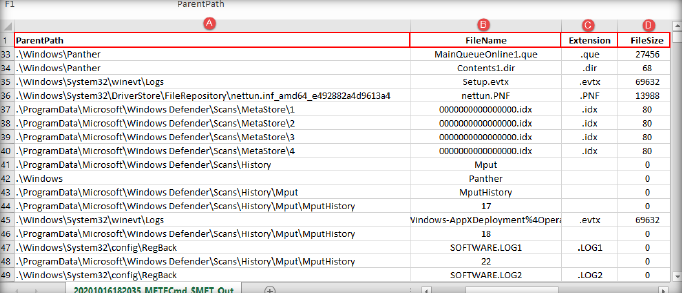 F1 ParentPath
A B C D
1 ParentPath FileName Extension FileSize
33 .\Windows\Panther MainQueueOnline1.que .que 27456
34 .\Windows\Panther Contents1.dir .dir 68
35 .\Windows\System32\winevt\Logs Setup.evtx .evtx 69632
36 .\Windows\System32\DriverStore\FileRepository\nettun.inf_amd64_e492882a4d9613a4 nettun.PNF .PNF 13988
37 .\ProgramData\Microsoft\Windows Defender\Scans\MetaStore\1 0000000000000000.idx .idx 80
38 .\ProgramData\Microsoft\Windows Defender\Scans\MetaStore\2 0000000000000000.idx .idx 80
39 .\ProgramData\Microsoft\Windows Defender\Scans\MetaStore\3 0000000000000000.idx .idx 80
40 .\ProgramData\Microsoft\Windows Defender\Scans\MetaStore\4 0000000000000000.idx .idx 80
41 .\ProgramData\Microsoft\Windows Defender\Scans\History Mput 0
42 .\Windows Panther 0
43 .\ProgramData\Microsoft\Windows Defender\Scans\History\Mput MputHistory 0
44 .\ProgramData\Microsoft\Windows Defender\Scans\History\Mput\MputHistory 17 0
45 .\Windows\System32\winevt\Logs Windows-AppXDeployment%4Opera .evtx 69632
46 .\ProgramData\Microsoft\Windows Defender\Scans\History\Mput\MputHistory 18 0
47 .\Windows\System32\config\RegBack SOFTWARE.LOG1 .LOG1 0
48 .\ProgramData\Microsoft\Windows Defender\Scans\History\Mput\MputHistory 22 0
49 .\Windows\System32\config\RegBack SOFTWARE.LOG2 .LOG2 0
20201016182035_MFTECmd_$MFT_Out